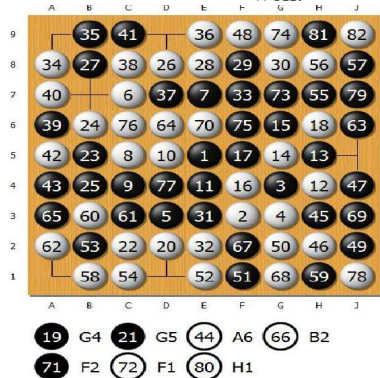 A B C D E F G H J
9 35 41 36 48 74 81 82
8 34 27 38 26 28 29 30 56 57
7 40 6 37 7 33 73 55 79
6 39 24 76 64 70 75 15 18 63
5 42 23 8 10 1 17 14 13
4 43 25 9 77 11 16 3 12 47
3 65 60 61 5 31 2 4 45 69
2 62 53 22 20 32 67 50 46 49
1 58 54 52 51 68 59 78
A B C D E F G H J
19 G4 21 G5 44 A6 66 B2
71 F2 72 F1 80 H1